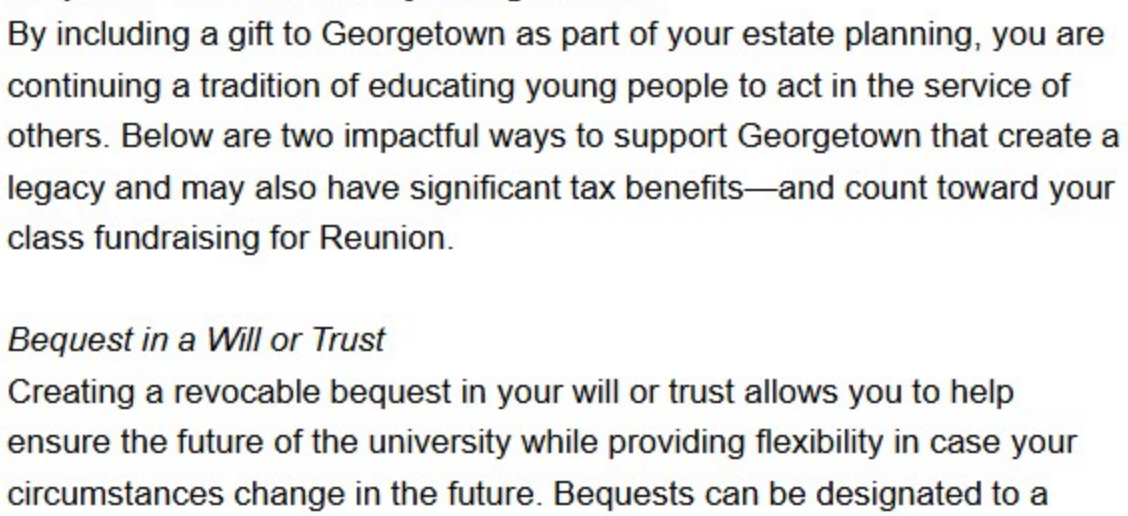 By including a gift to Georgetown as part of your estate planning, you are
continuing a tradition of educating young people to act in the service of
others. Below are two impactful ways to support Georgetown that create a
legacy and may also have significant tax benefits—and count toward your
class fundraising for Reunion.
Bequest in a Will or Trust
Creating a revocable bequest in your will or trust allows you to help
ensure the future of the university while providing flexibility in case your
circumstances change in the future. Bequests can be designated to a